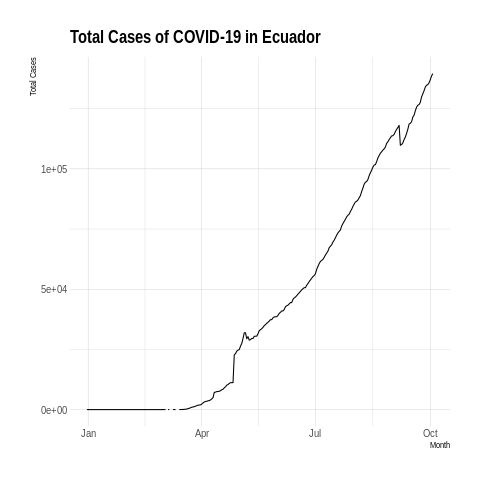 Total Cases of COVID-19 in Ecuador
Total Cases
1e+05
5e+04
0e+00
Jan Apr Jul Oct
Month